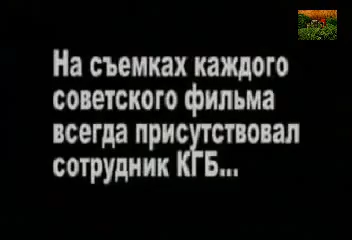 На съемках каждого
советского фильма
всегда присутствовал
сотрудник КГБ...